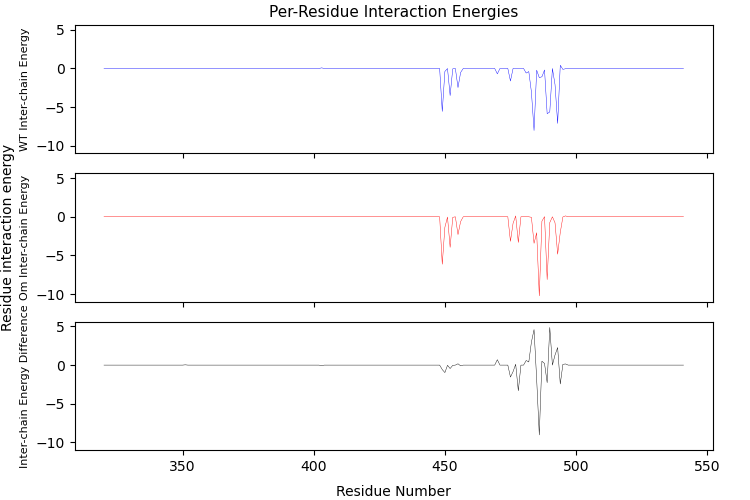 Per-Residue Interaction Energies
Residue interaction energy
WT Inter-chain Energy
5
0
−5
−10
Om Inter-chain Energy
5
0
−5
−10
Inter-chain Energy Difference
5
0
−5
−10
350
400
450
500
550
Residue Number